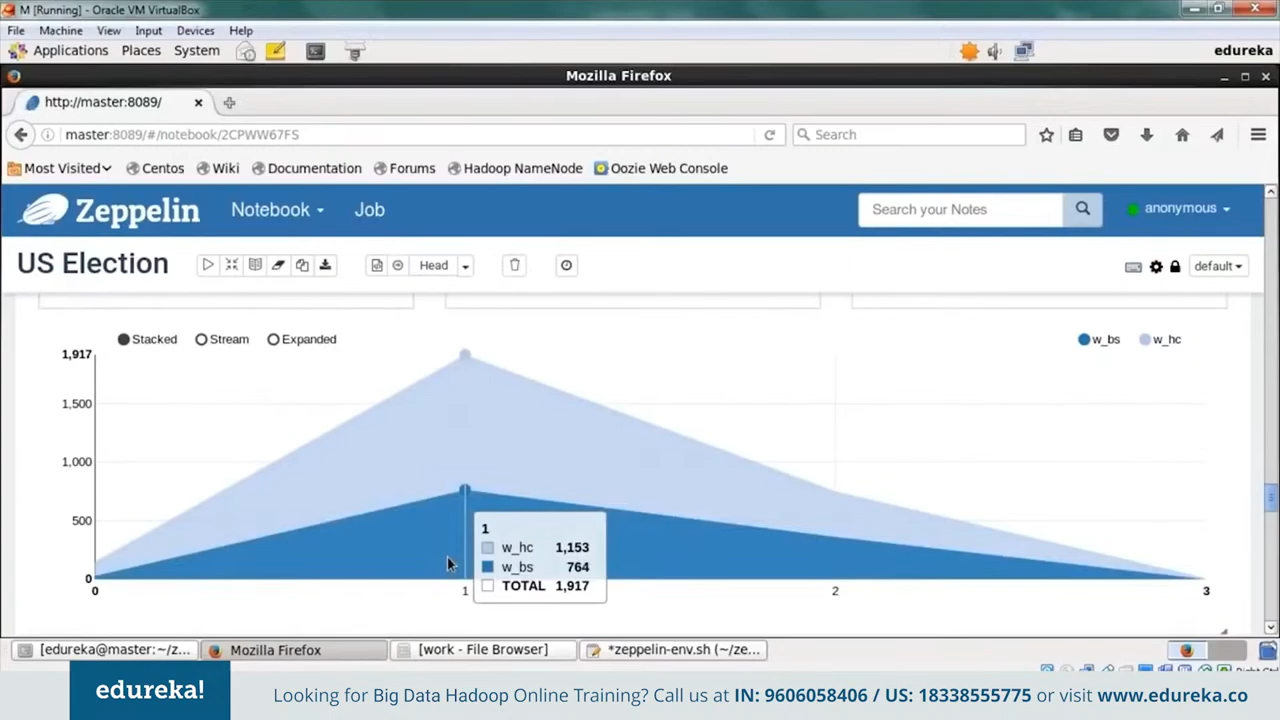 M [Running] - Oracle VM VirtualBox
File Machine View Input Devices Help
Applications Places System edureka
Mozilla Firefox
http://master:8089/
master:8089/#/notebook/2CPWW67FS
Search
Most Visited Centos Wiki Documentation Forums Hadoop NameNode Oozie Web Console
Zeppelin Notebook Job Search your Notes anonymous
US Election Head default
Stacked Stream Expanded w_bs w_hc
1,917
1,500
1,000
500
0
1
w_hc 1,153
w_bs 764
TOTAL 1,917
0 1 2 3
[edureka@master:~/z... Mozilla Firefox [work - File Browser] *zeppelin-env.sh (~/ze...
edureka! Looking for Big Data Hadoop Online Training? Call us at IN: 9606058406 / US: 18338555775 or visit www.edureka.co